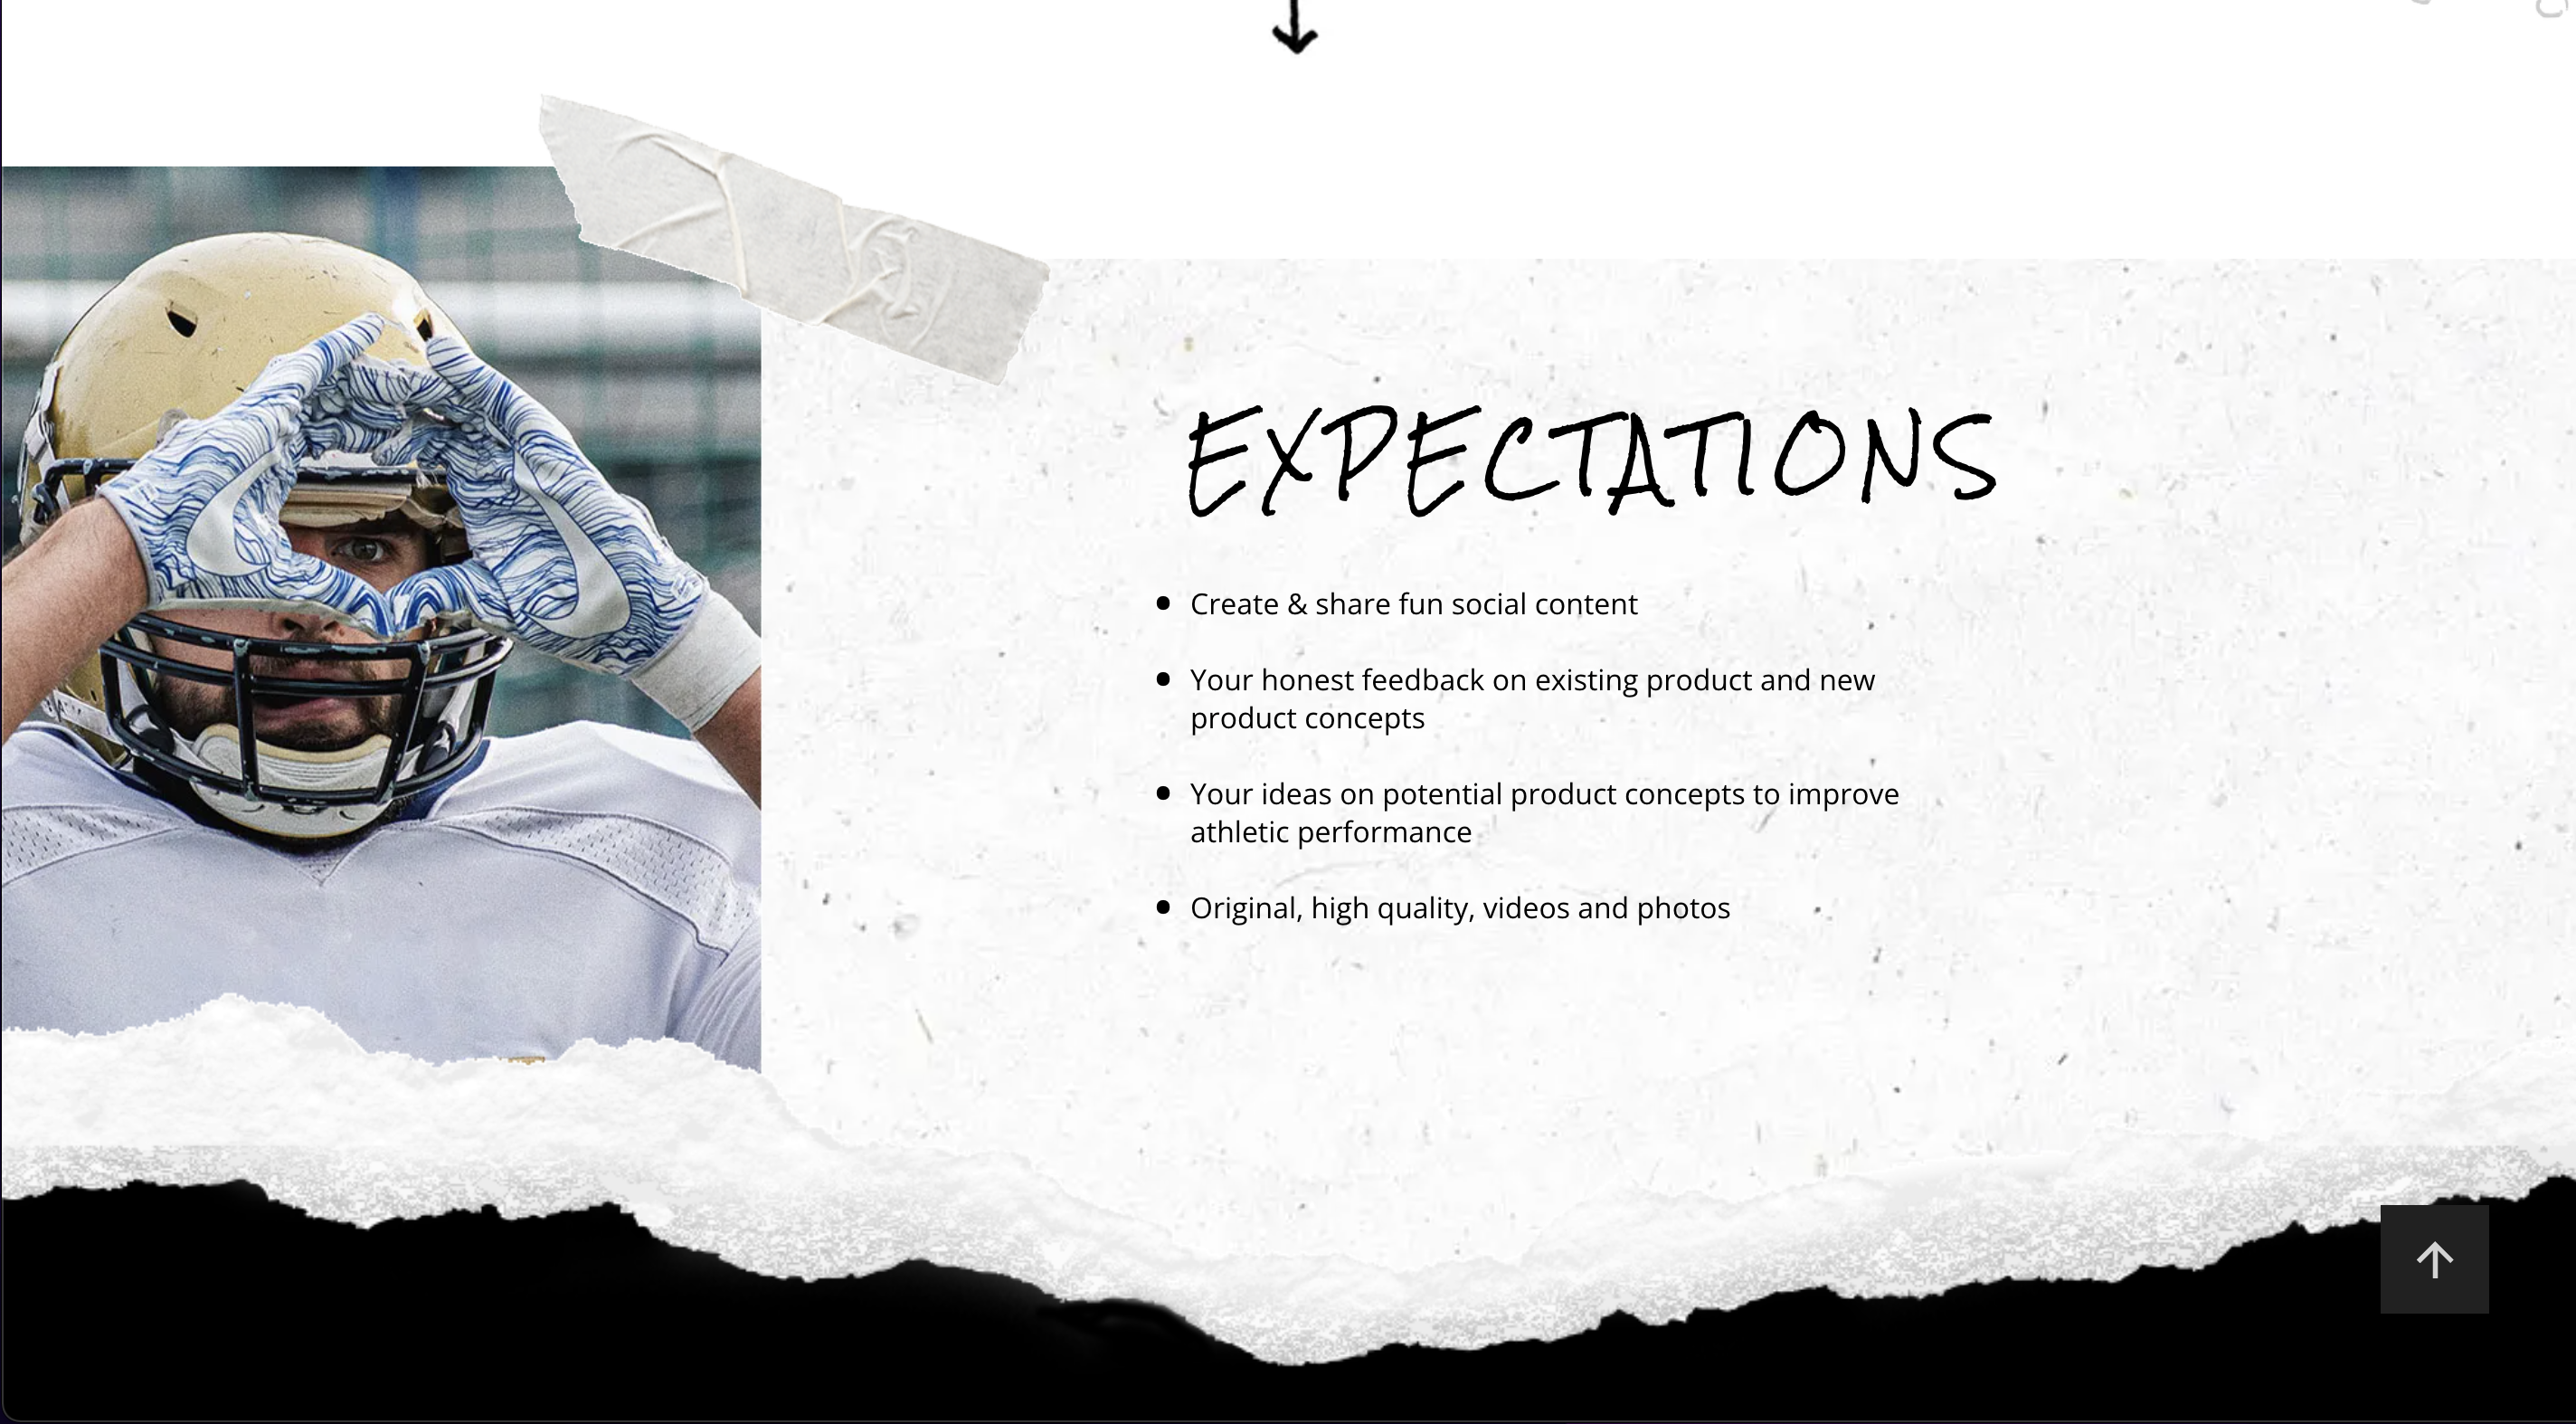 EXPECTATIONS
• Create & share fun social content
• Your honest feedback on existing product and new
product concepts
• Your ideas on potential product concepts to improve
athletic performance
• Original, high quality, videos and photos